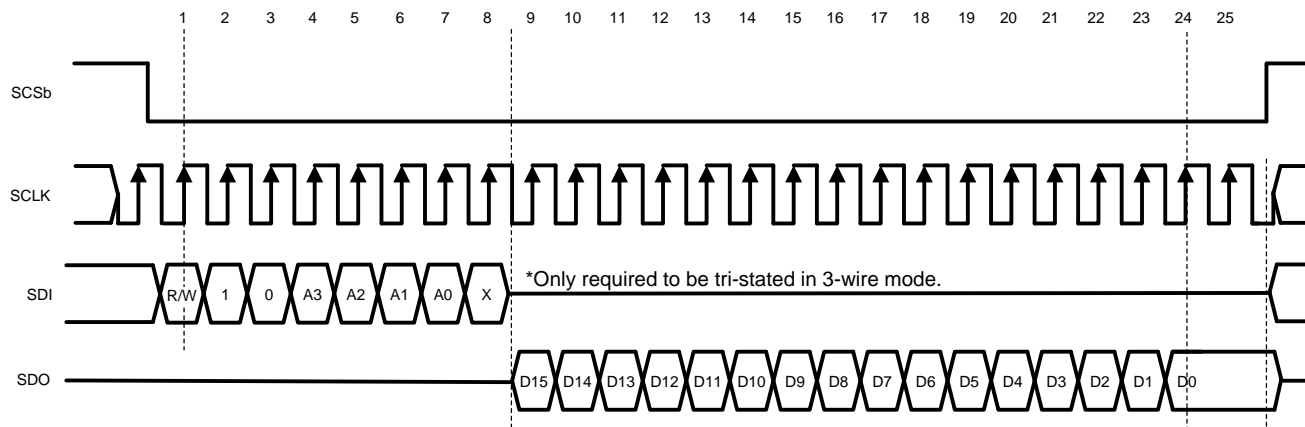 1 2 3 4 5 6 7 8 9 10 11 12 13 14 15 16 17 18 19 20 21 22 23 24 25
SCSb
SCLK
SDI R/W 1 0 A3 A2 A1 A0 X *Only required to be tri-stated in 3-wire mode.
SDO D15 D14 D13 D12 D11 D10 D9 D8 D7 D6 D5 D4 D3 D2 D1 D0